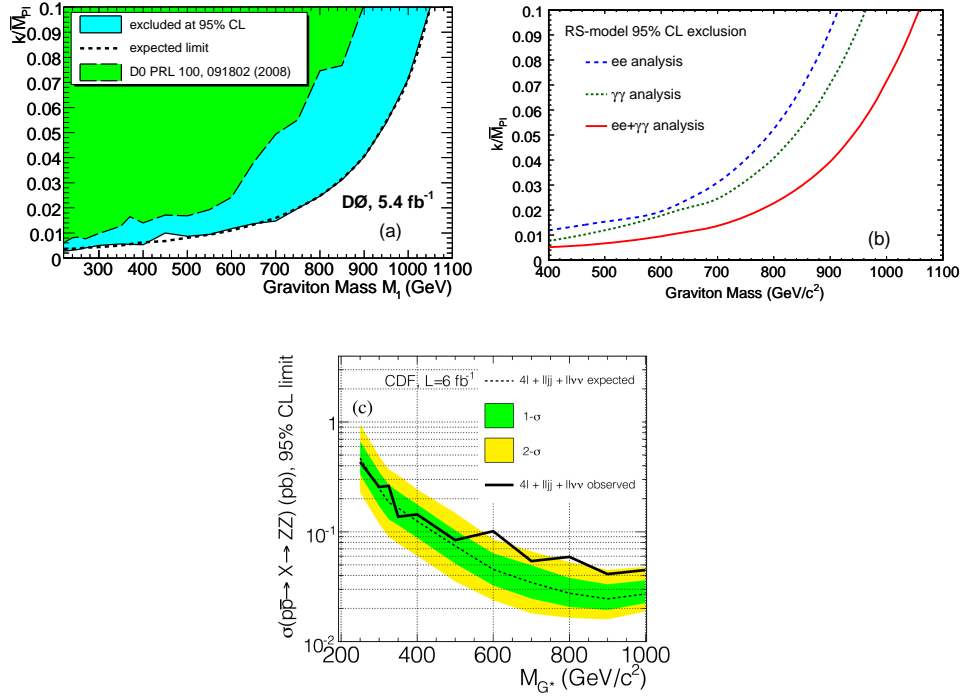 k/M̅Pl
0.1
0.09
0.08
0.07
0.06
0.05
0.04
0.03
0.02
0.01
0
excluded at 95% CL
expected limit
D0 PRL 100, 091802 (2008)
DØ, 5.4 fb⁻¹
(a)
300 400 500 600 700 800 900 1000 1100
Graviton Mass M₁ (GeV)
k/M̅Pl
0.1
0.09
0.08
0.07
0.06
0.05
0.04
0.03
0.02
0.01
0
RS-model 95% CL exclusion
ee analysis
γγ analysis
ee+γγ analysis
(b)
400 500 600 700 800 900 1000 1100
Graviton Mass (GeV/c²)
σ(pp̅→ X→ ZZ) (pb), 95% CL limit
1
10⁻¹
10⁻²
CDF, L=6 fb⁻¹
(c)
4l + lljj + llνν expected
1-σ
2-σ
4l + lljj + llνν observed
200 400 600 800 1000
M_G* (GeV/c²)